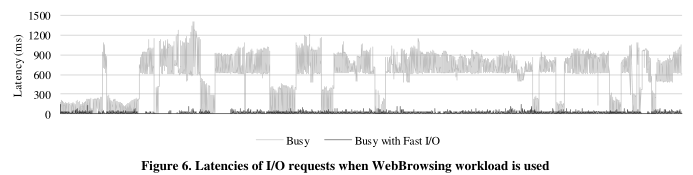 1500
1200
900
600
300
0
Latency (ms)
Busy
Busy with Fast I/O
Figure 6. Latencies of I/O requests when WebBrowsing workload is used